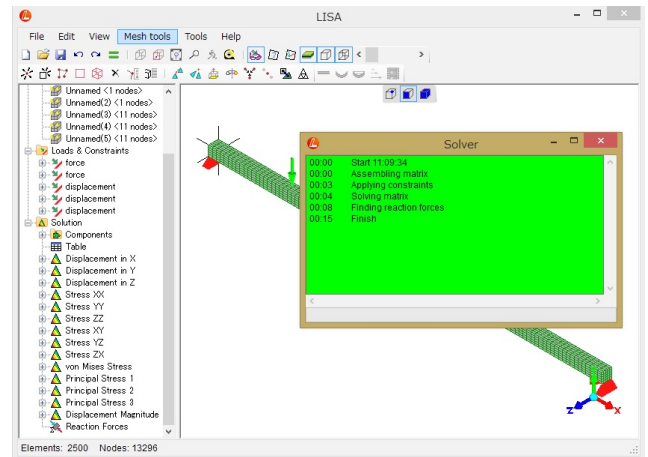 LISA
File Edit View Mesh tools Tools Help
Unnamed <1 nodes>
Unnamed(2) <1 nodes>
Unnamed(3) <11 nodes>
Unnamed(4) <11 nodes>
Unnamed(5) <11 nodes>
Loads & Constraints
force
force
displacement
displacement
displacement
Solution
Components
Table
Displacement in X
Displacement in Y
Displacement in Z
Stress XX
Stress YY
Stress ZZ
Stress XY
Stress YZ
Stress ZX
von Mises Stress
Principal Stress 1
Principal Stress 2
Principal Stress 3
Displacement Magnitude
Reaction Forces
Solver
00:00 Start 11:09:34
00:00 Assembling matrix
00:03 Applying constraints
00:04 Solving matrix
00:08 Finding reaction forces
00:15 Finish
Z X
Elements: 2500 Nodes: 13296